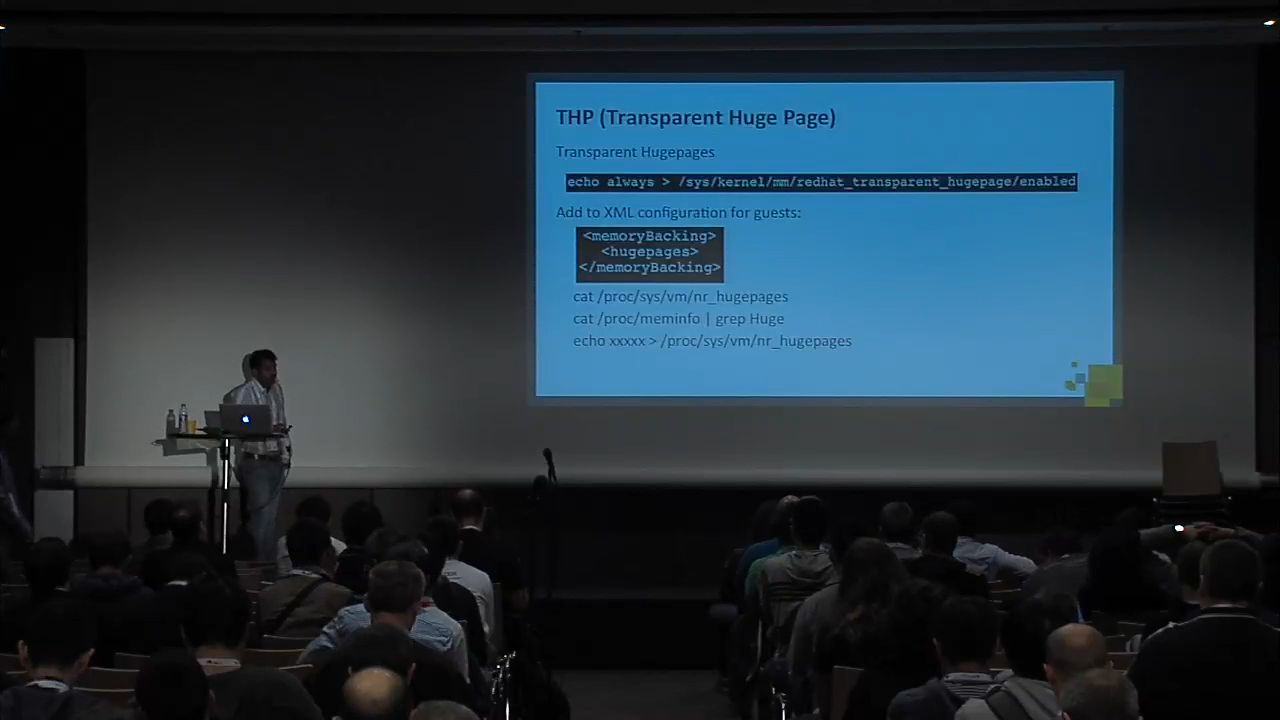 THP (Transparent Huge Page)
Transparent Hugepages
echo always > /sys/kernel/mm/redhat_transparent_hugepage/enabled
Add to XML configuration for guests:
<memoryBacking>
<hugepages>
</memoryBacking>
cat /proc/sys/vm/nr_hugepages
cat /proc/meminfo | grep Huge
echo xxxxx > /proc/sys/vm/nr_hugepages